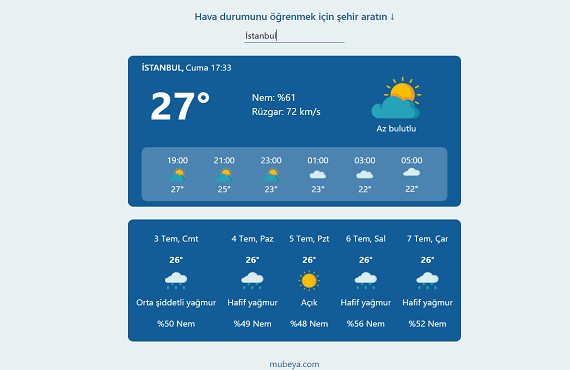 Hava durumunu öğrenmek için şehir aratın ↓
İstanbul
İSTANBUL, Cuma 17:33
27°
Nem: %61
Rüzgar: 72 km/s
Az bulutlu
19:00 21:00 23:00 01:00 03:00 05:00
27° 25° 23° 23° 22° 22°
3 Tem, Cmt 4 Tem, Paz 5 Tem, Pzt 6 Tem, Sal 7 Tem, Çar
26° 26° 26° 26° 26°
Orta şiddetli yağmur Hafif yağmur Açık Hafif yağmur Hafif yağmur
%50 Nem %49 Nem %48 Nem %56 Nem %52 Nem
mubeya.com